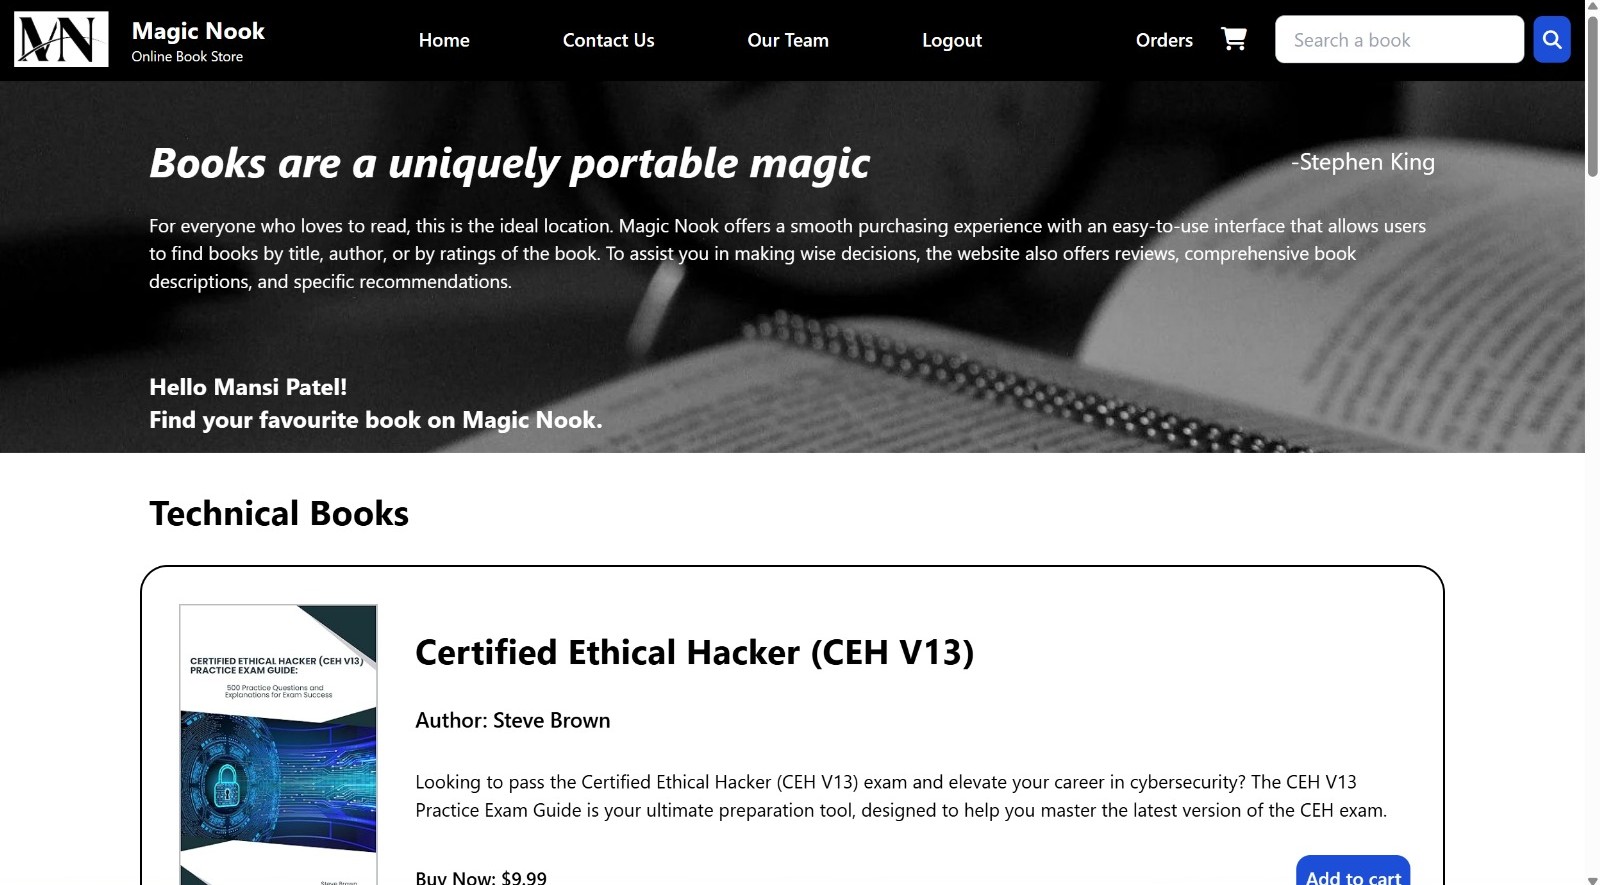 MN
Magic Nook
Online Book Store
Home
Contact Us
Our Team
Logout
Orders
Search a book
Books are a uniquely portable magic
-Stephen King
For everyone who loves to read, this is the ideal location. Magic Nook offers a smooth purchasing experience with an easy-to-use interface that allows users
to find books by title, author, or by ratings of the book. To assist you in making wise decisions, the website also offers reviews, comprehensive book
descriptions, and specific recommendations.
Hello Mansi Patel!
Find your favourite book on Magic Nook.
Technical Books
CERTIFIED ETHICAL HACKER (CEH V13)
PRACTICE EXAM GUIDE:
500 Practice Questions and
Explanations for Exam Success
Steve Brown
Certified Ethical Hacker (CEH V13)
Author: Steve Brown
Looking to pass the Certified Ethical Hacker (CEH V13) exam and elevate your career in cybersecurity? The CEH V13
Practice Exam Guide is your ultimate preparation tool, designed to help you master the latest version of the CEH exam.
Buy Now: $9.99
Add to cart